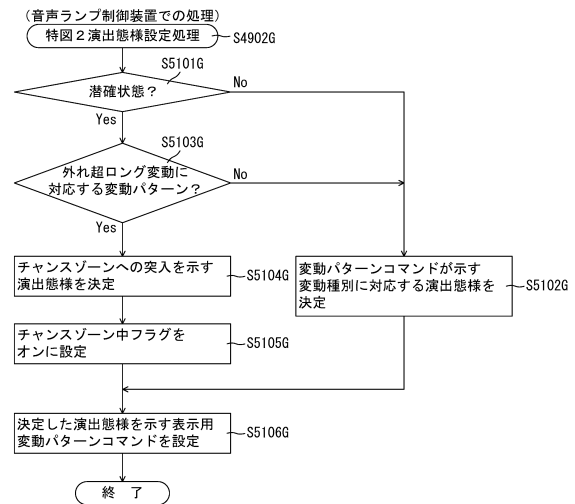 （音声ランプ制御装置での処理）
特図２演出態様設定処理
S4902G
S5101G
潜確状態？
No
Yes
S5103G
外れ超ロング変動に
対応する変動パターン？
No
Yes
チャンスゾーンへの突入を示す
演出態様を決定
S5104G
変動パターンコマンドが示す
変動種別に対応する演出態様を
決定
S5102G
チャンスゾーン中フラグを
オンに設定
S5105G
決定した演出態様を示す表示用
変動パターンコマンドを設定
S5106G
終　了